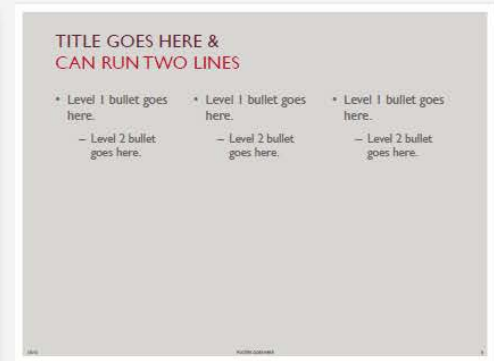 TITLE GOES HERE &
CAN RUN TWO LINES
• Level 1 bullet goes
here.
– Level 2 bullet
goes here.
• Level 1 bullet goes
here.
– Level 2 bullet
goes here.
• Level 1 bullet goes
here.
– Level 2 bullet
goes here.